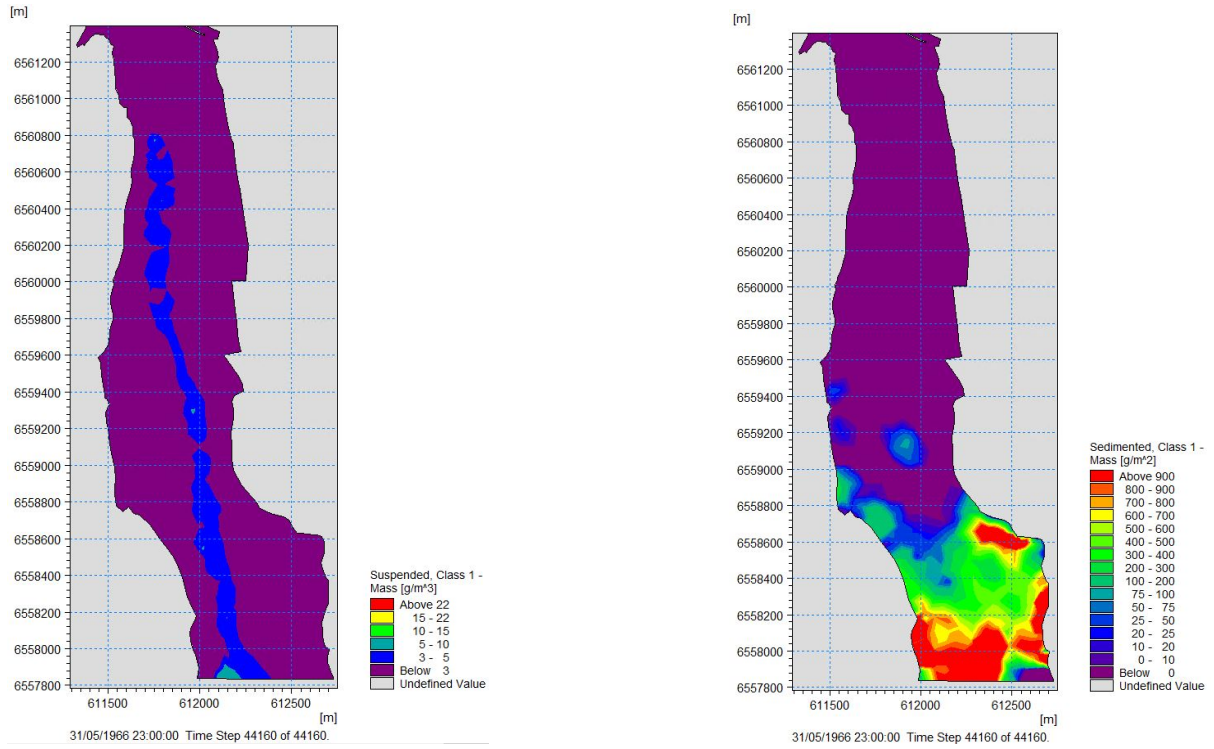 [m]
6561200
6561000
6560800
6560600
6560400
6560200
6560000
6559800
6559600
6559400
6559200
6559000
6558800
6558600
6558400
6558200
6558000
6557800
611500 612000 612500
[m]
31/05/1966 23:00:00 Time Step 44160 of 44160.
Suspended, Class 1 -
Mass [g/m^3]
Above 22
15 - 22
10 - 15
5 - 10
3 - 5
Below 3
Undefined Value
[m]
6561200
6561000
6560800
6560600
6560400
6560200
6560000
6559800
6559600
6559400
6559200
6559000
6558800
6558600
6558400
6558200
6558000
6557800
611500 612000 612500
[m]
31/05/1966 23:00:00 Time Step 44160 of 44160.
Sedimented, Class 1 -
Mass [g/m^2]
Above 900
800 - 900
700 - 800
600 - 700
500 - 600
400 - 500
300 - 400
200 - 300
100 - 200
75 - 100
50 - 75
25 - 50
20 - 25
10 - 20
0 - 10
Below 0
Undefined Value